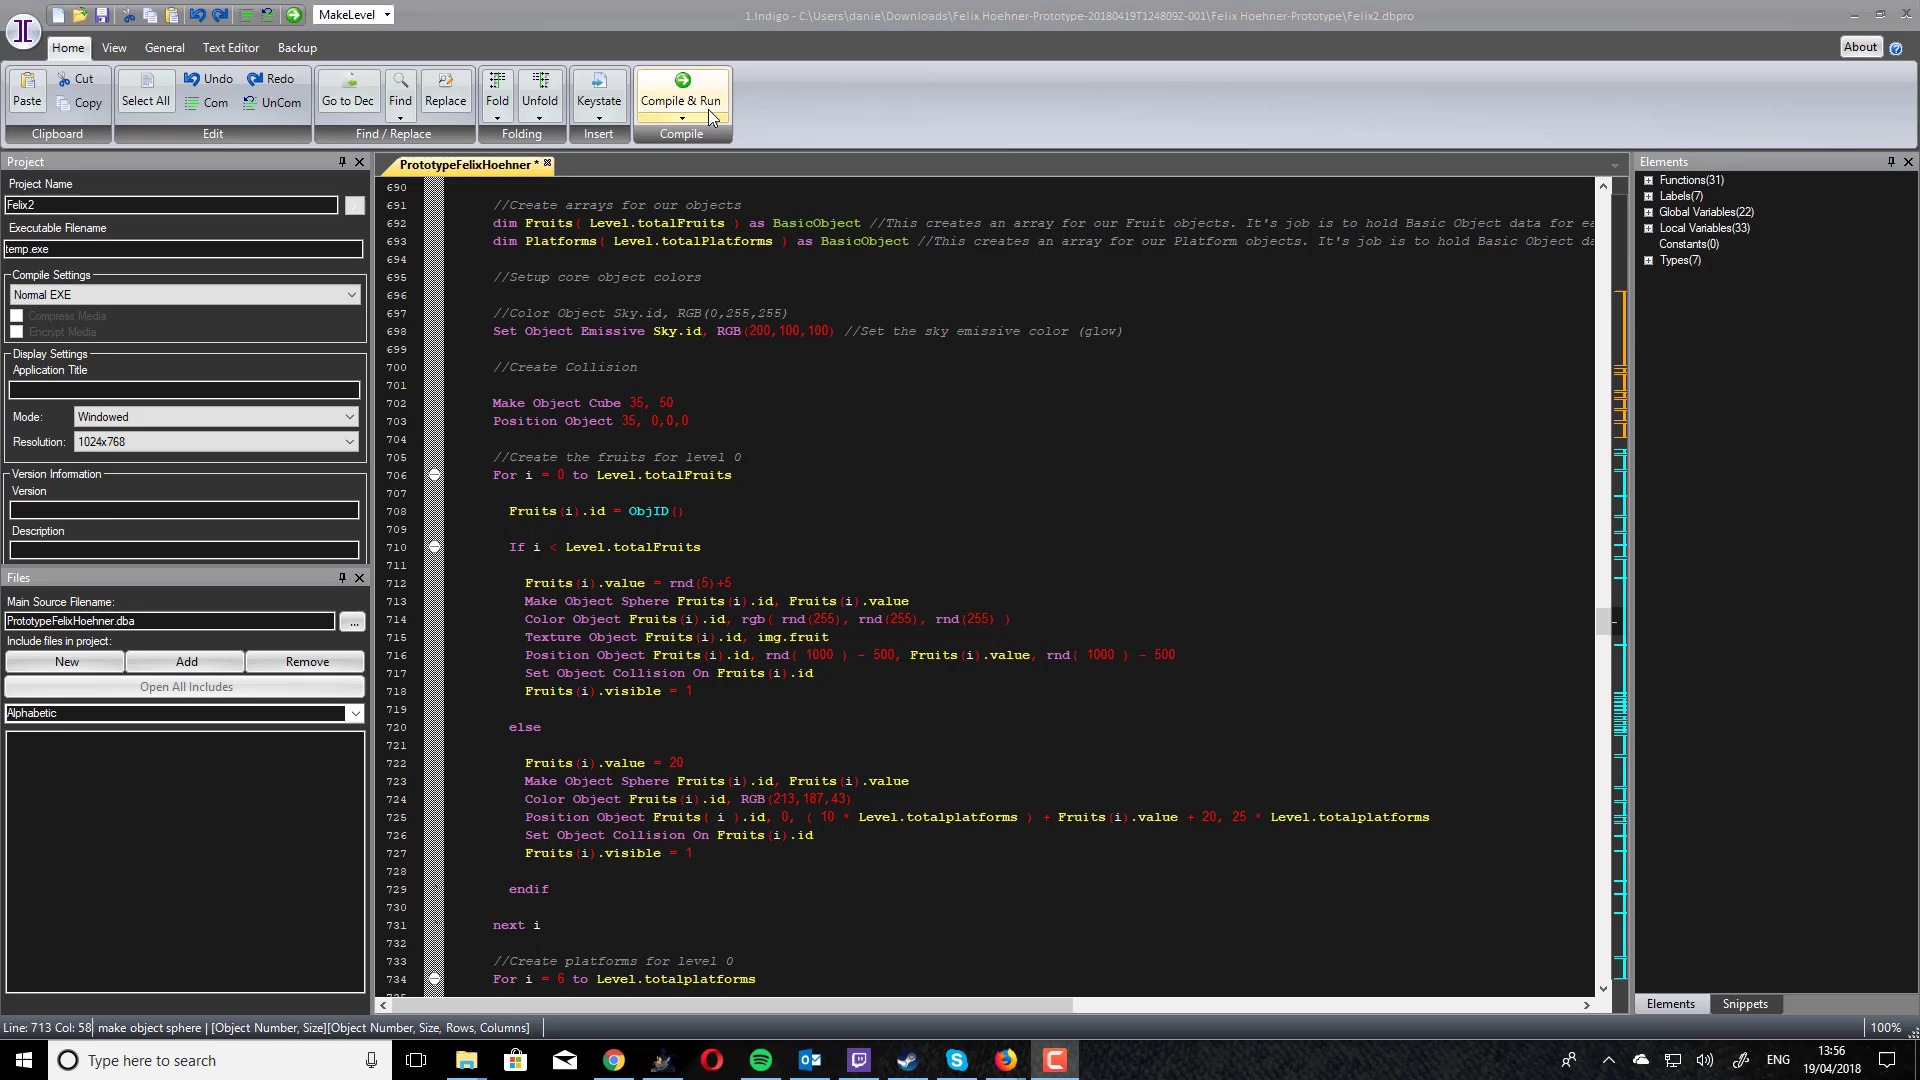 MakeLevel
1.Indigo - C:\Users\danie\Downloads\Felix Hoehner-Prototype-20180419T124809Z-001\Felix Hoehner-Prototype\Felix2.dbpro
Home View General Text Editor Backup
About
Paste Cut Copy
Clipboard
Select All Undo Redo Com UnCom
Edit
Go to Dec Find Replace
Find / Replace
Fold Unfold
Folding
Keystate
Insert
Compile & Run
Compile
Project
Project Name
Felix2
Executable Filename
temp.exe
Compile Settings
Normal EXE
Compress Media
Encrypt Media
Display Settings
Application Title
Mode: Windowed
Resolution: 1024x768
Version Information
Version
Description
Files
Main Source Filename:
PrototypeFelixHoehner.dba
...
Include files in project:
New Add Remove
Open All Includes
Alphabetic
PrototypeFelixHoehner *
690
691 //Create arrays for our objects
692 dim Fruits( Level.totalFruits ) as BasicObject //This creates an array for our Fruit objects. It's job is to hold Basic Object data for ea
693 dim Platforms( Level.totalPlatforms ) as BasicObject //This creates an array for our Platform objects. It's job is to hold Basic Object da
694
695 //Setup core object colors
696
697 //Color Object Sky.id, RGB(0,255,255)
698 Set Object Emissive Sky.id, RGB(200,100,100) //Set the sky emissive color (glow)
699
700 //Create Collision
701
702 Make Object Cube 35, 50
703 Position Object 35, 0,0,0
704
705 //Create the fruits for level 0
706 For i = 0 to Level.totalFruits
707
708 Fruits(i).id = ObjID()
709
710 If i < Level.totalFruits
711
712 Fruits(i).value = rnd(5)+5
713 Make Object Sphere Fruits(i).id, Fruits(i).value
714 Color Object Fruits(i).id, rgb( rnd(255), rnd(255), rnd(255) )
715 Texture Object Fruits(i).id, img.fruit
716 Position Object Fruits(i).id, rnd( 1000 ) - 500, Fruits(i).value, rnd( 1000 ) - 500
717 Set Object Collision On Fruits(i).id
718 Fruits(i).visible = 1
719
720 else
721
722 Fruits(i).value = 20
723 Make Object Sphere Fruits(i).id, Fruits(i).value
724 Color Object Fruits(i).id, RGB(213,187,43)
725 Position Object Fruits( i ).id, 0, ( 10 * Level.totalplatforms ) + Fruits(i).value + 20, 25 * Level.totalplatforms
726 Set Object Collision On Fruits(i).id
727 Fruits(i).visible = 1
728
729 endif
730
731 next i
732
733 //Create platforms for level 0
734 For i = 6 to Level.totalplatforms
Elements
Functions(31)
Labels(7)
Global Variables(22)
Local Variables(33)
Constants(0)
Types(7)
Elements Snippets
Line: 713 Col: 58 make object sphere | [Object Number, Size][Object Number, Size, Rows, Columns]
100%
Type here to search
ENG
13:56
19/04/2018